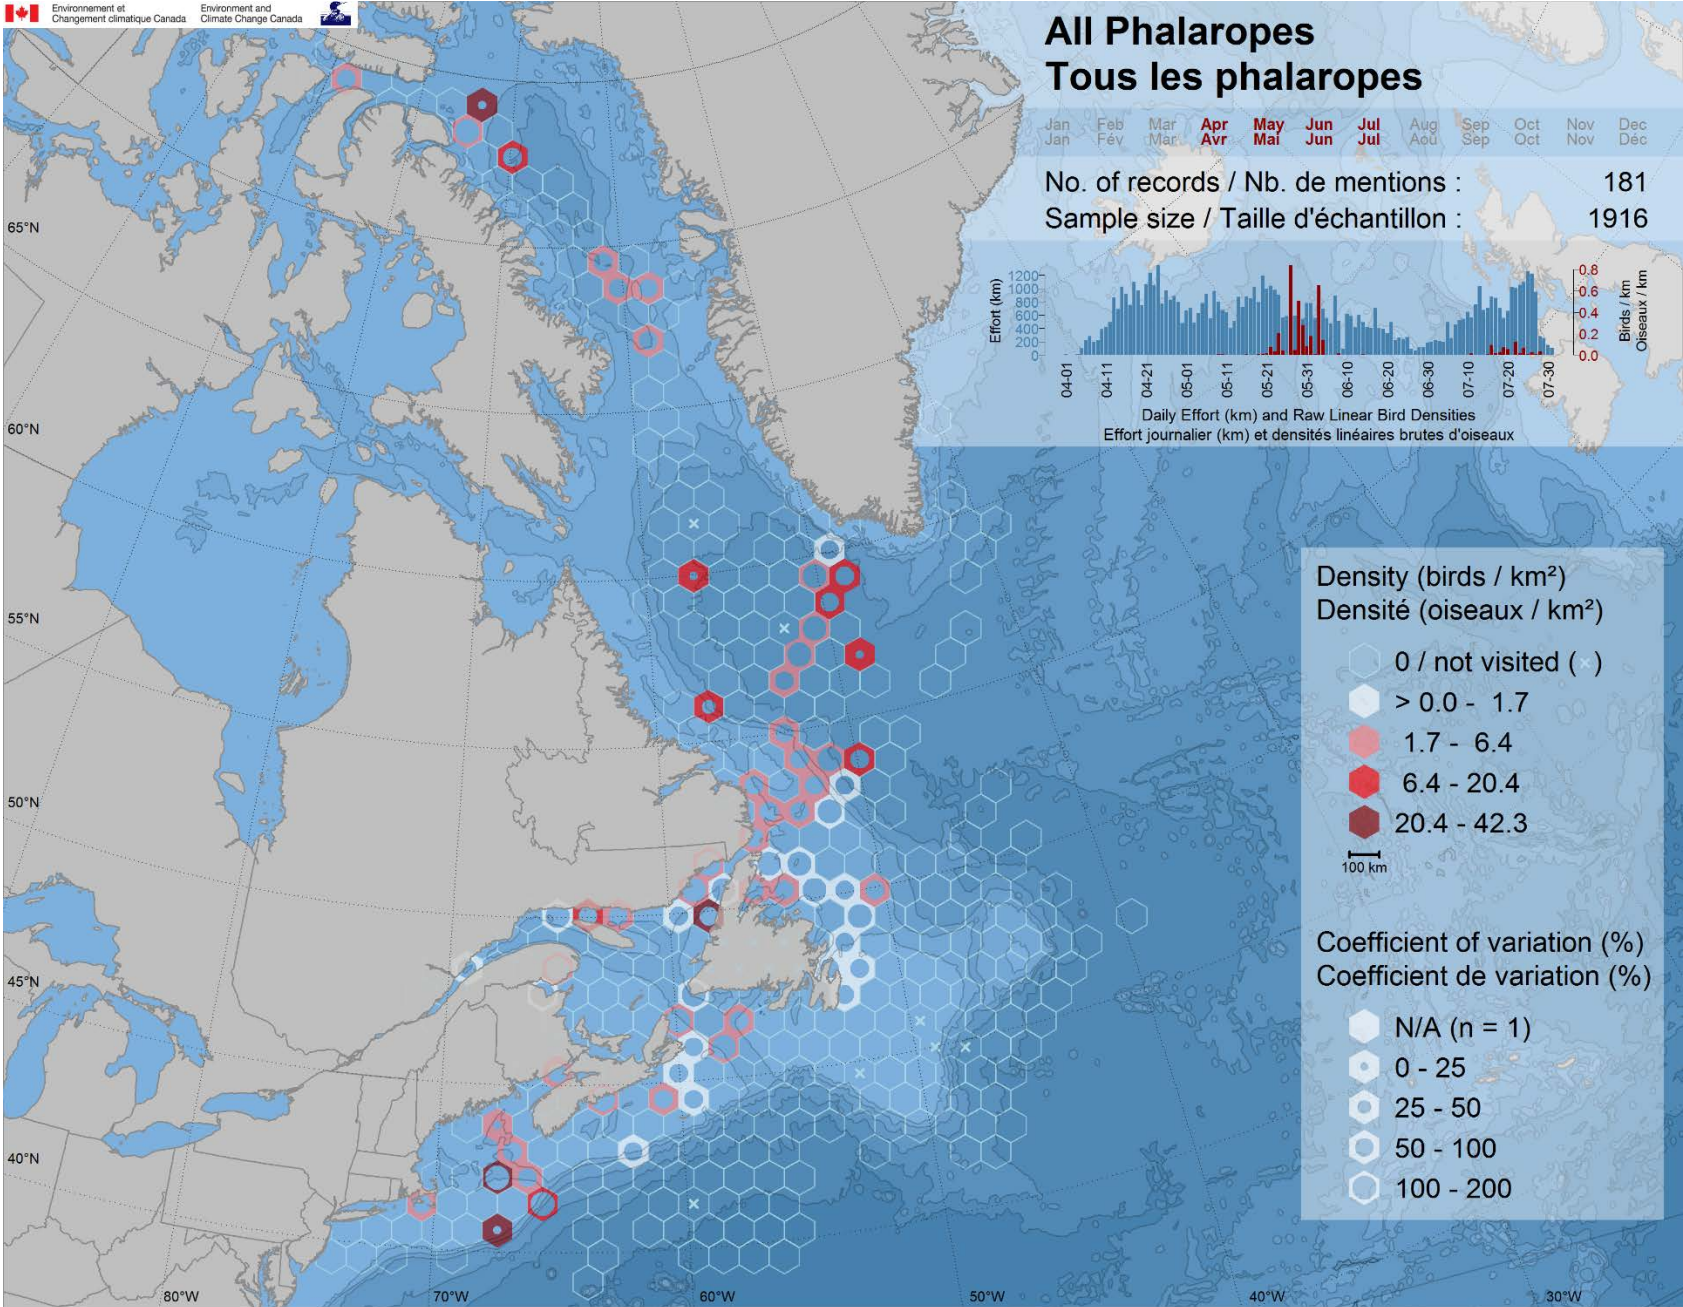 Environnement et
Changement climatique Canada
Environment and
Climate Change Canada
All Phalaropes
Tous les phalaropes
Jan Feb Mar Apr May Jun Jul Aug Sep Oct Nov Dec
Jan Fév Mar Avr Mai Jun Jul Aoû Sep Oct Nov Déc
No. of records / Nb. de mentions : 181
Sample size / Taille d'échantillon : 1916
Effort (km)
1200
1000
800
600
400
200
0
0.8
0.6
0.4
0.2
0.0
Birds / km
Oiseaux / km
04-01 04-11 04-21 05-01 05-11 05-21 05-31 06-10 06-20 06-30 07-10 07-20 07-30
Daily Effort (km) and Raw Linear Bird Densities
Effort journalier (km) et densités linéaires brutes d'oiseaux
65°N
60°N
55°N
50°N
45°N
40°N
80°W 70°W 60°W 50°W 40°W 30°W
Density (birds / km²)
Densité (oiseaux / km²)
0 / not visited (×)
> 0.0 - 1.7
1.7 - 6.4
6.4 - 20.4
20.4 - 42.3
100 km
Coefficient of variation (%)
Coefficient de variation (%)
N/A (n = 1)
0 - 25
25 - 50
50 - 100
100 - 200